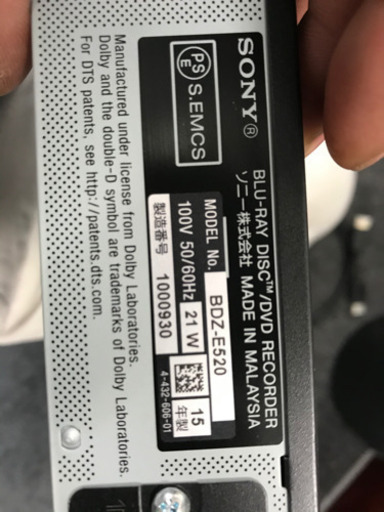 SONY®
BLU-RAY DISC™/DVD RECORDER
ソニー株式会社 MADE IN MALAYSIA
PS
E
S.EMCS
MODEL No. BDZ-E520
100V 50/60Hz 21 W
15
年製
製造番号 1000930
4-432-606-01
Manufactured under license from Dolby Laboratories.
Dolby and the double-D symbol are trademarks of Dolby Laboratories.
For DTS patents, see http://patents.dts.com.